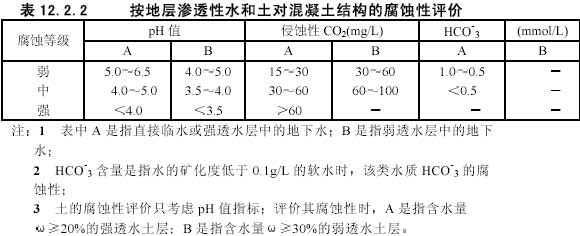 表 12.2.2 按地层渗透性水和土对混凝土结构的腐蚀性评价
腐蚀等级 pH 值 侵蚀性 CO2(mg/L) HCO-3 (mmol/L)
A B A B A B
弱 5.0～6.5 4.0～5.0 15～30 30～60 1.0～0.5 —
中 4.0～5.0 3.5～4.0 30～60 60～100 ＜0.5 —
强 ＜4.0 ＜3.5 ＞60 — — —
注：1 表中 A 是指直接临水或强透水层中的地下水；B 是指弱透水层中的地下
水；
2 HCO-3 含量是指水的矿化度低于 0.1g/L 的软水时，该类水质 HCO-3 的腐
蚀性；
3 土的腐蚀性评价只考虑 pH 值指标；评价其腐蚀性时，A 是指含水量
ω≥20%的强透水土层；B 是指含水量 ω≥30%的弱透水土层。